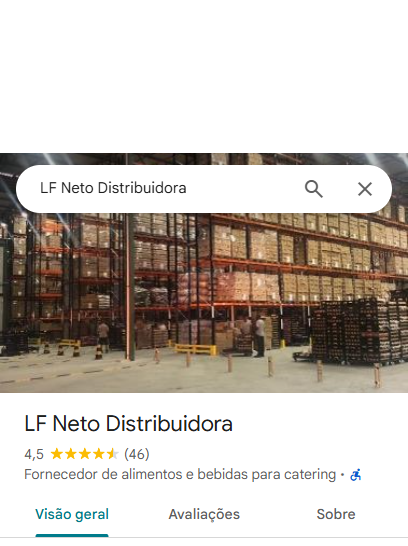 LF Neto Distribuidora
LF Neto Distribuidora
4,5 (46)
Fornecedor de alimentos e bebidas para catering ·
Visão geral Avaliações Sobre